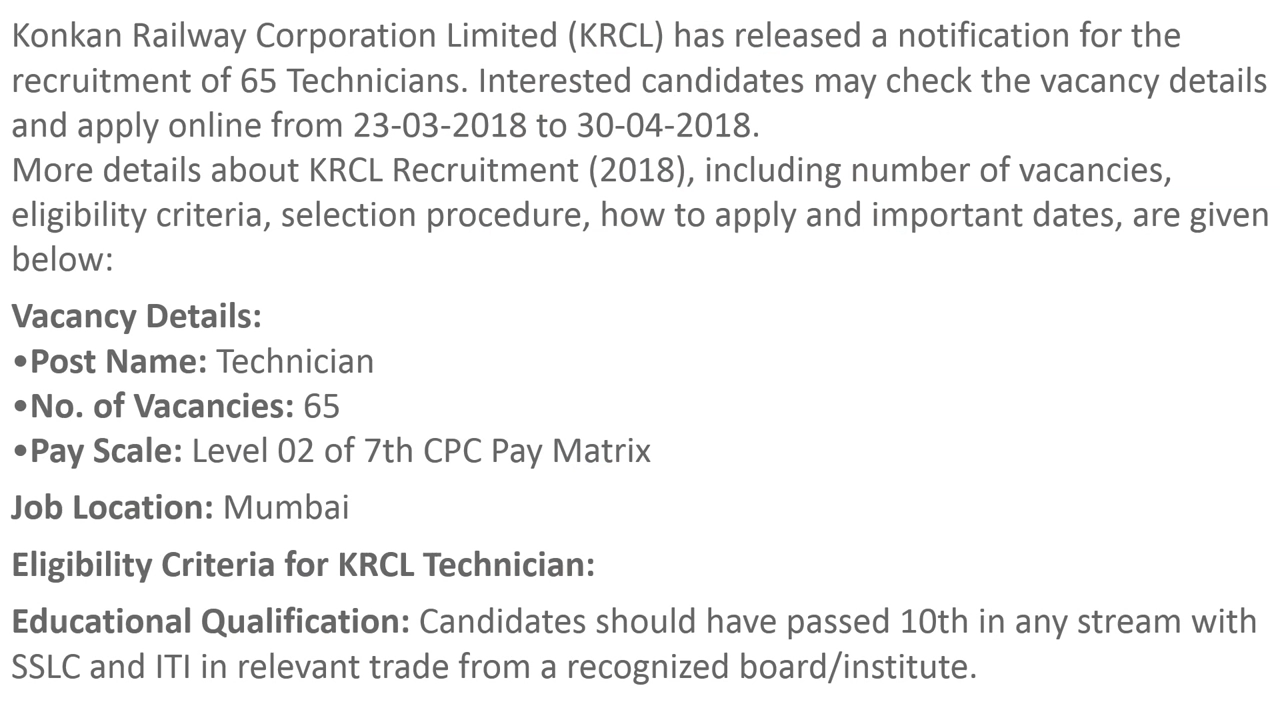 Konkan Railway Corporation Limited (KRCL) has released a notification for the
recruitment of 65 Technicians. Interested candidates may check the vacancy details
and apply online from 23-03-2018 to 30-04-2018.
More details about KRCL Recruitment (2018), including number of vacancies,
eligibility criteria, selection procedure, how to apply and important dates, are given
below:
Vacancy Details:
•Post Name: Technician
•No. of Vacancies: 65
•Pay Scale: Level 02 of 7th CPC Pay Matrix
Job Location: Mumbai
Eligibility Criteria for KRCL Technician:
Educational Qualification: Candidates should have passed 10th in any stream with
SSLC and ITI in relevant trade from a recognized board/institute.